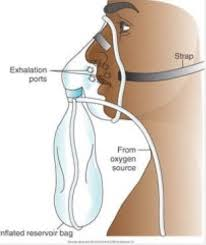 Strap
Exhalation
ports
From
oxygen
source
nflated reservoir bag